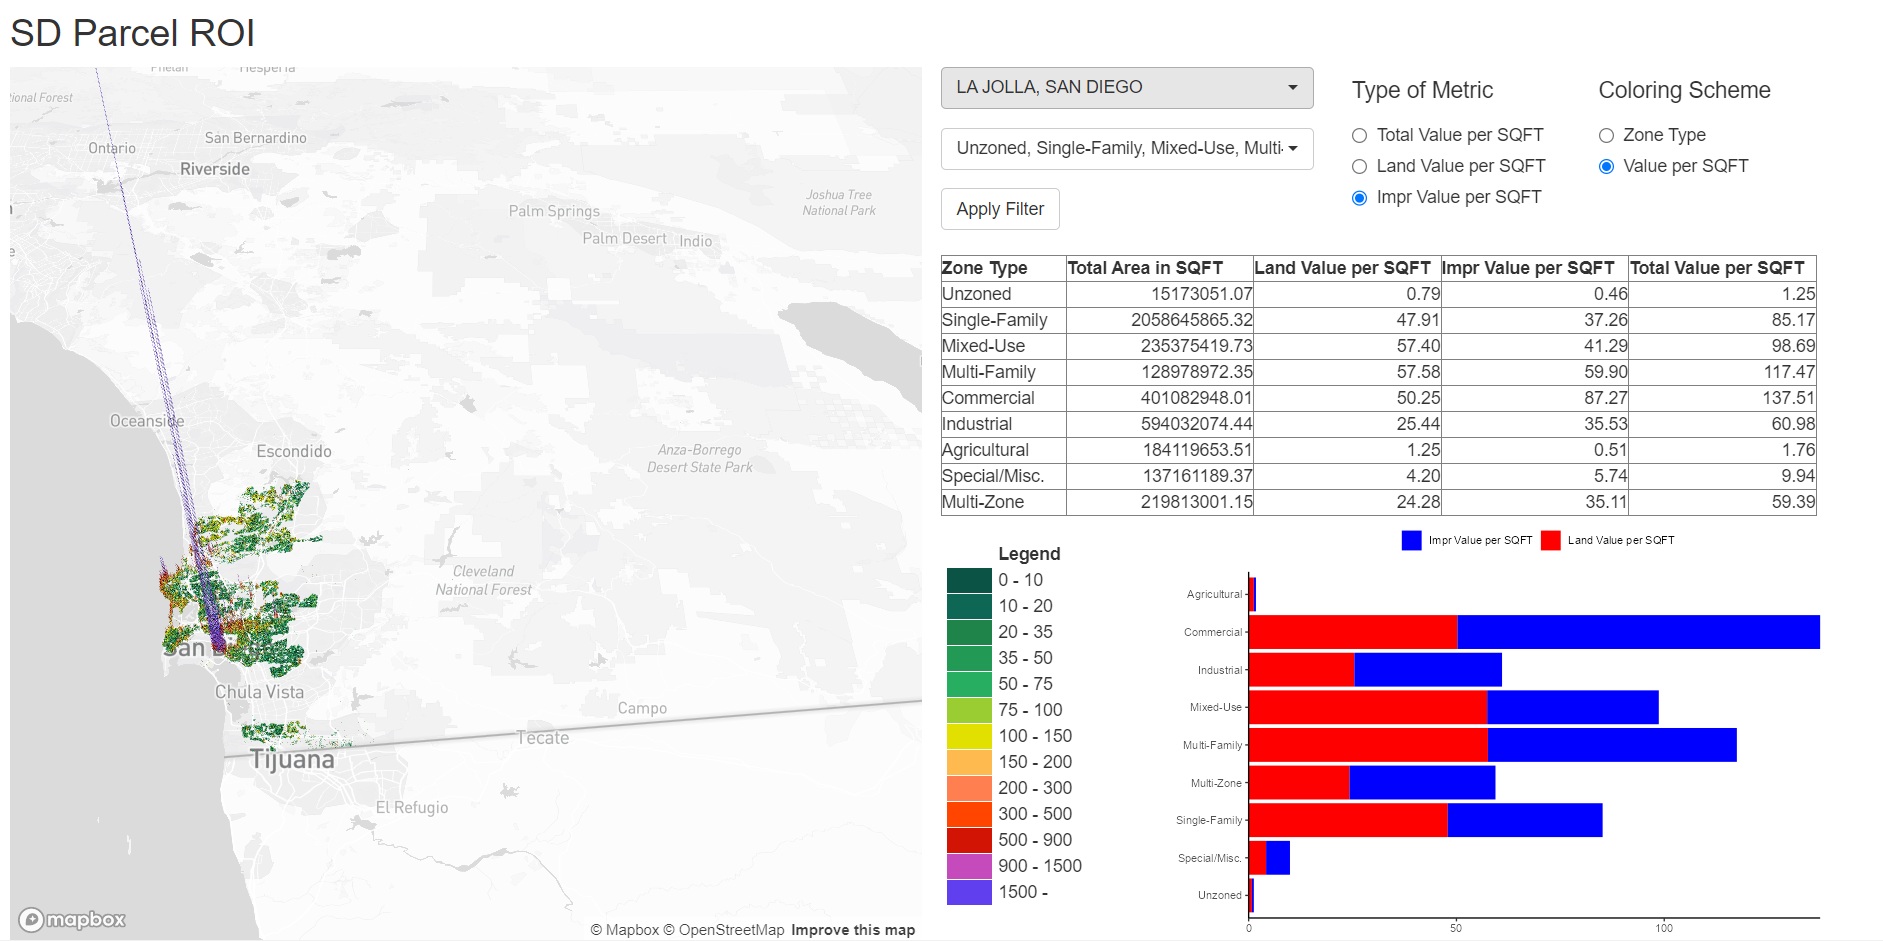 SD Parcel ROI
Phelan
Hesperia
ional Forest
San Bernardino
Ontario
Riverside
Joshua Tree
National Park
Palm Springs
Palm Desert
Indio
Oceanside
Escondido
Anza-Borrego
Desert State Park
Cleveland
National Forest
San Di
Chula Vista
Campo
Tecate
Tijuana
El Refugio
mapbox
© Mapbox © OpenStreetMap Improve this map
LA JOLLA, SAN DIEGO
Unzoned, Single-Family, Mixed-Use, Multi-
Apply Filter
Type of Metric
Total Value per SQFT
Land Value per SQFT
Impr Value per SQFT
Coloring Scheme
Zone Type
Value per SQFT
Zone Type Total Area in SQFT Land Value per SQFT Impr Value per SQFT Total Value per SQFT
Unzoned 15173051.07 0.79 0.46 1.25
Single-Family 2058645865.32 47.91 37.26 85.17
Mixed-Use 235375419.73 57.40 41.29 98.69
Multi-Family 128978972.35 57.58 59.90 117.47
Commercial 401082948.01 50.25 87.27 137.51
Industrial 594032074.44 25.44 35.53 60.98
Agricultural 184119653.51 1.25 0.51 1.76
Special/Misc. 137161189.37 4.20 5.74 9.94
Multi-Zone 219813001.15 24.28 35.11 59.39
Legend
0 - 10
10 - 20
20 - 35
35 - 50
50 - 75
75 - 100
100 - 150
150 - 200
200 - 300
300 - 500
500 - 900
900 - 1500
1500 -
Impr Value per SQFT Land Value per SQFT
Agricultural
Commercial
Industrial
Mixed-Use
Multi-Family
Multi-Zone
Single-Family
Special/Misc.
Unzoned
0 50 100